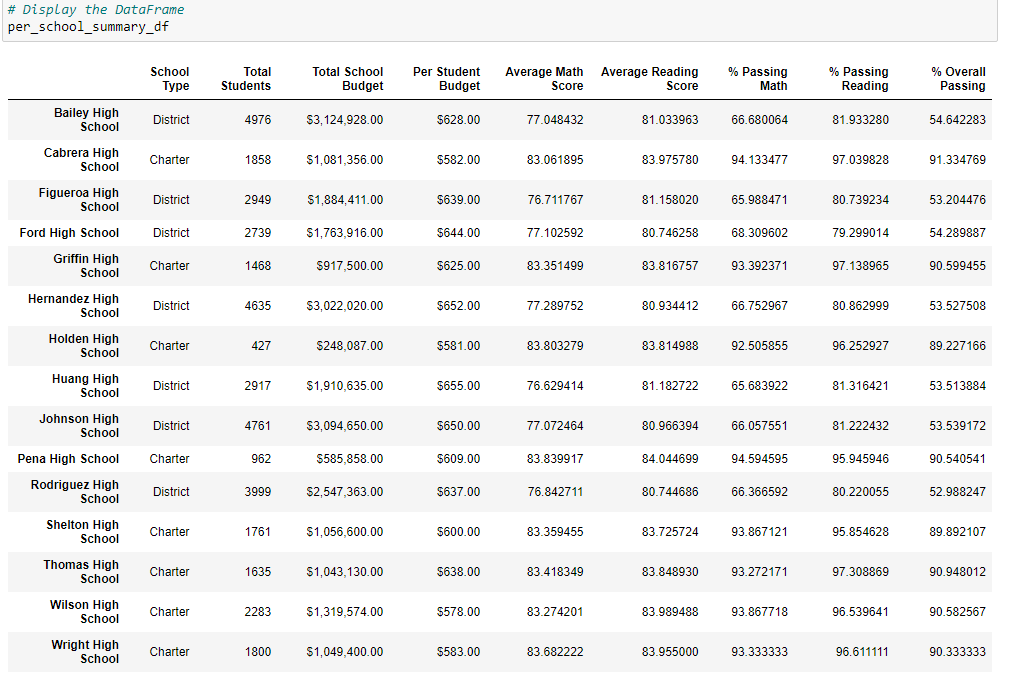 # Display the DataFrame
per_school_summary_df
School Type Total Students Total School Budget Per Student Budget Average Math Score Average Reading Score % Passing Math % Passing Reading % Overall Passing
Bailey High School District 4976 $3,124,928.00 $628.00 77.048432 81.033963 66.680064 81.933280 54.642283
Cabrera High School Charter 1858 $1,081,356.00 $582.00 83.061895 83.975780 94.133477 97.039828 91.334769
Figueroa High School District 2949 $1,884,411.00 $639.00 76.711767 81.158020 65.988471 80.739234 53.204476
Ford High School District 2739 $1,763,916.00 $644.00 77.102592 80.746258 68.309602 79.299014 54.289887
Griffin High School Charter 1468 $917,500.00 $625.00 83.351499 83.816757 93.392371 97.138965 90.599455
Hernandez High School District 4635 $3,022,020.00 $652.00 77.289752 80.934412 66.752967 80.862999 53.527508
Holden High School Charter 427 $248,087.00 $581.00 83.803279 83.814988 92.505855 96.252927 89.227166
Huang High School District 2917 $1,910,635.00 $655.00 76.629414 81.182722 65.683922 81.316421 53.513884
Johnson High School District 4761 $3,094,650.00 $650.00 77.072464 80.966394 66.057551 81.222432 53.539172
Pena High School Charter 962 $585,858.00 $609.00 83.839917 84.044699 94.594595 95.945946 90.540541
Rodriguez High School District 3999 $2,547,363.00 $637.00 76.842711 80.744686 66.366592 80.220055 52.988247
Shelton High School Charter 1761 $1,056,600.00 $600.00 83.359455 83.725724 93.867121 95.854628 89.892107
Thomas High School Charter 1635 $1,043,130.00 $638.00 83.418349 83.848930 93.272171 97.308869 90.948012
Wilson High School Charter 2283 $1,319,574.00 $578.00 83.274201 83.989488 93.867718 96.539641 90.582567
Wright High School Charter 1800 $1,049,400.00 $583.00 83.682222 83.955000 93.333333 96.611111 90.333333